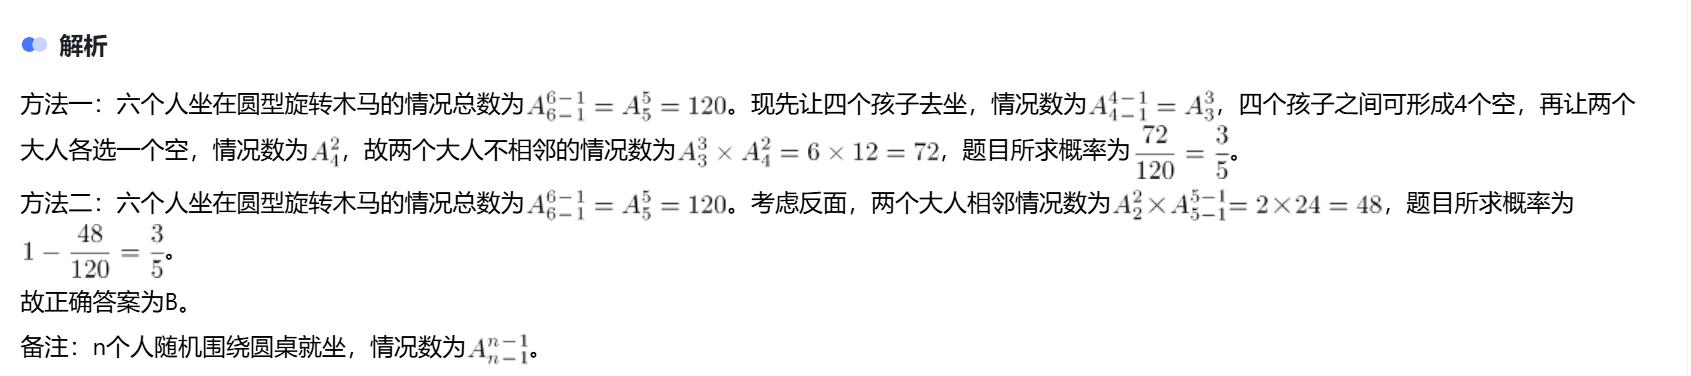 解析
方法一：六个人坐在圆型旋转木马的情况总数为$A_{6-1}^{6-1}=A_5^5=120$。现先让四个孩子去坐，情况数为$A_{4-1}^{4-1}=A_3^3$，四个孩子之间可形成4个空，再让两个
大人各选一个空，情况数为$A_4^2$，故两个大人不相邻的情况数为$A_3^3\times A_4^2=6\times 12=72$，题目所求概率为$\frac{72}{120}=\frac{3}{5}$。
方法二：六个人坐在圆型旋转木马的情况总数为$A_{6-1}^{6-1}=A_5^5=120$。考虑反面，两个大人相邻情况数为$A_2^2\times A_{5-1}^{5-1}=2\times 24=48$，题目所求概率为
$1-\frac{48}{120}=\frac{3}{5}$。
故正确答案为B。
备注：n个人随机围绕圆桌就坐，情况数为$A_{n-1}^{n-1}$。